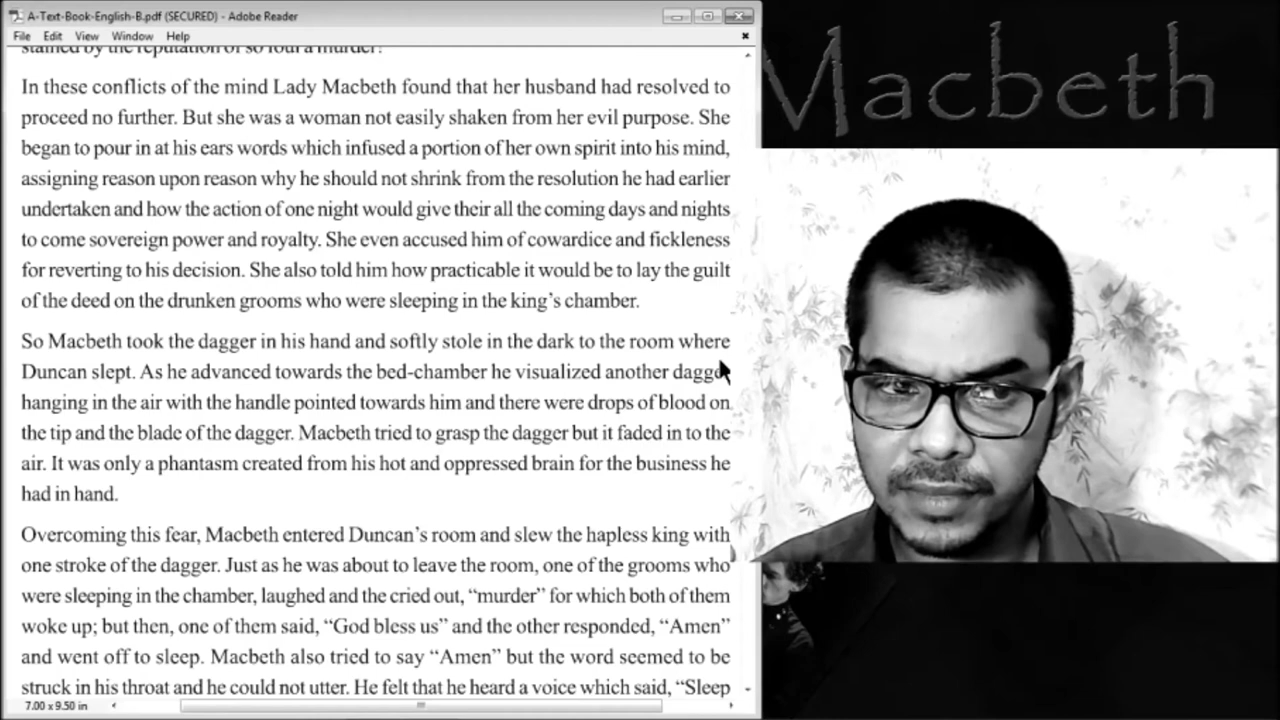 A-Text-Book-English-B.pdf (SECURED) - Adobe Reader
File Edit View Window Help
stained by the reputation of so foul a murder?
In these conflicts of the mind Lady Macbeth found that her husband had resolved to
proceed no further. But she was a woman not easily shaken from her evil purpose. She
began to pour in at his ears words which infused a portion of her own spirit into his mind,
assigning reason upon reason why he should not shrink from the resolution he had earlier
undertaken and how the action of one night would give their all the coming days and nights
to come sovereign power and royalty. She even accused him of cowardice and fickleness
for reverting to his decision. She also told him how practicable it would be to lay the guilt
of the deed on the drunken grooms who were sleeping in the king's chamber.
So Macbeth took the dagger in his hand and softly stole in the dark to the room where
Duncan slept. As he advanced towards the bed-chamber he visualized another dagger
hanging in the air with the handle pointed towards him and there were drops of blood on
the tip and the blade of the dagger. Macbeth tried to grasp the dagger but it faded in to the
air. It was only a phantasm created from his hot and oppressed brain for the business he
had in hand.
Overcoming this fear, Macbeth entered Duncan's room and slew the hapless king with
one stroke of the dagger. Just as he was about to leave the room, one of the grooms who
were sleeping in the chamber, laughed and the cried out, “murder” for which both of them
woke up; but then, one of them said, “God bless us” and the other responded, “Amen”
and went off to sleep. Macbeth also tried to say “Amen” but the word seemed to be
struck in his throat and he could not utter. He felt that he heard a voice which said, “Sleep
7.00 x 9.50 in
Macbeth